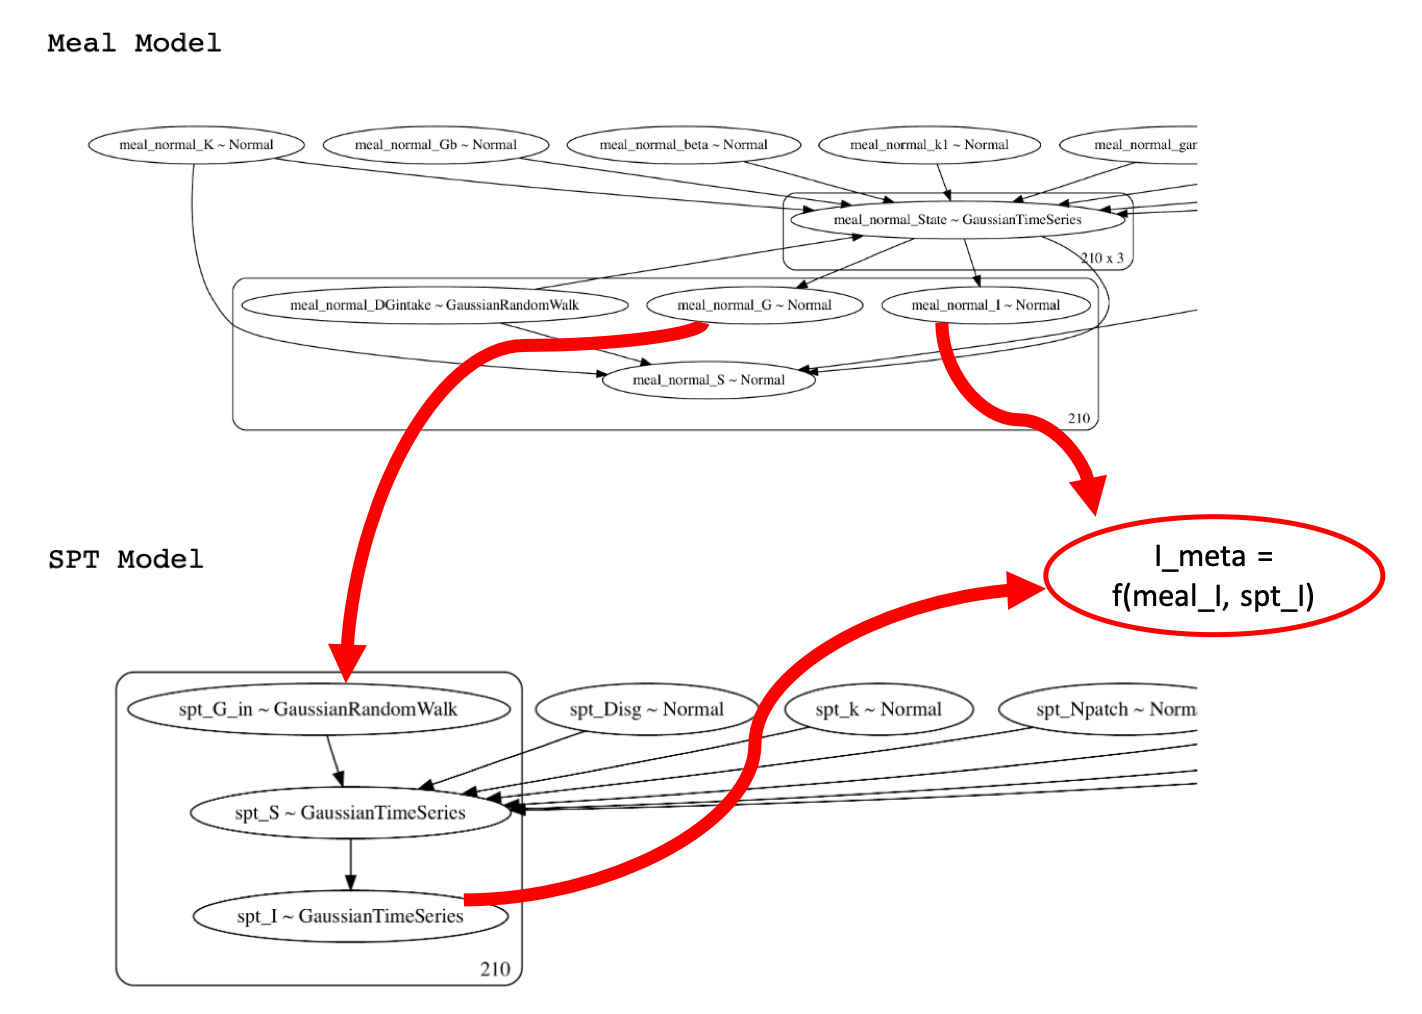 Meal Model
meal_normal_K ~ Normal
meal_normal_Gb ~ Normal
meal_normal_beta ~ Normal
meal_normal_k1 ~ Normal
meal_normal_gan
meal_normal_State ~ GaussianTimeSeries
210 x 3
meal_normal_DGintake ~ GaussianRandomWalk
meal_normal_G ~ Normal
meal_normal_I ~ Normal
meal_normal_S ~ Normal
210
SPT Model
I_meta =
f(meal_I, spt_I)
spt_G_in ~ GaussianRandomWalk
spt_Disg ~ Normal
spt_k ~ Normal
spt_Npatch ~ Norm
spt_S ~ GaussianTimeSeries
spt_I ~ GaussianTimeSeries
210